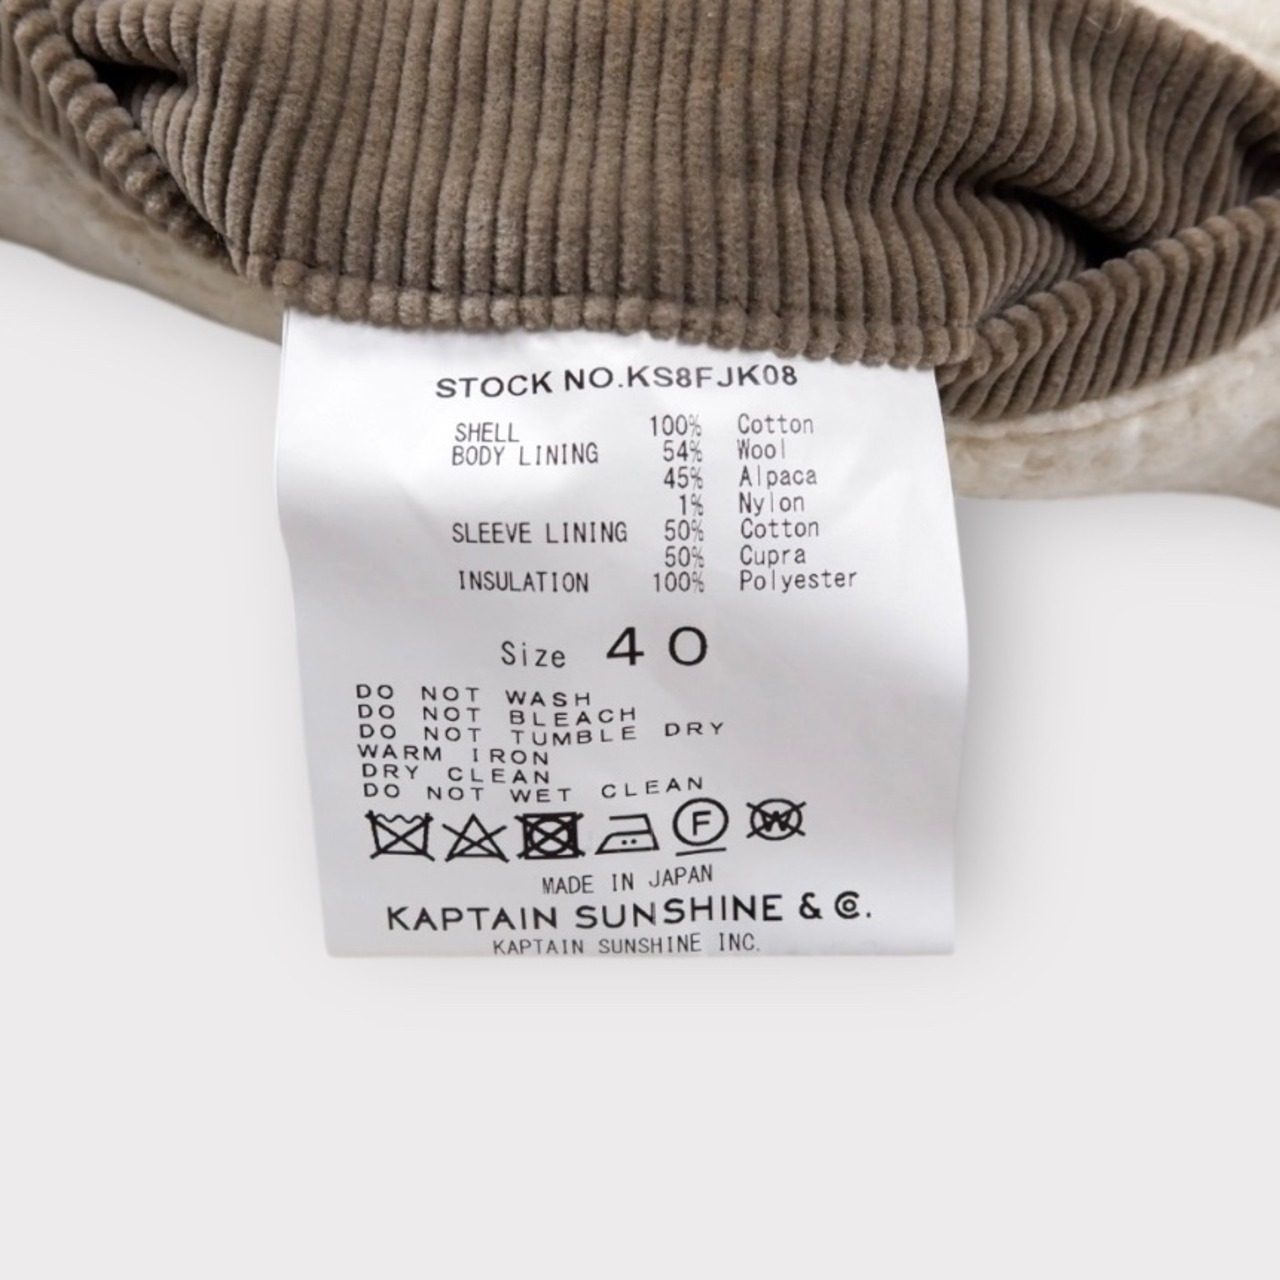 STOCK NO.KS8FJK08
SHELL 100% Cotton
BODY LINING 54% Wool
45% Alpaca
1% Nylon
SLEEVE LINING 50% Cotton
50% Cupra
INSULATION 100% Polyester
Size 40
DO NOT WASH
DO NOT BLEACH
DO NOT TUMBLE DRY
WARM IRON
DRY CLEAN
DO NOT WET CLEAN
F W
MADE IN JAPAN
KAPTAIN SUNSHINE & Co.
KAPTAIN SUNSHINE INC.